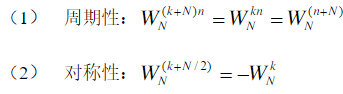 （1） 周期性：$W_N^{(k+N)n} = W_N^{kn} = W_N^{(n+N)}$
（2） 对称性：$W_N^{(k+N/2)} = -W_N^k$